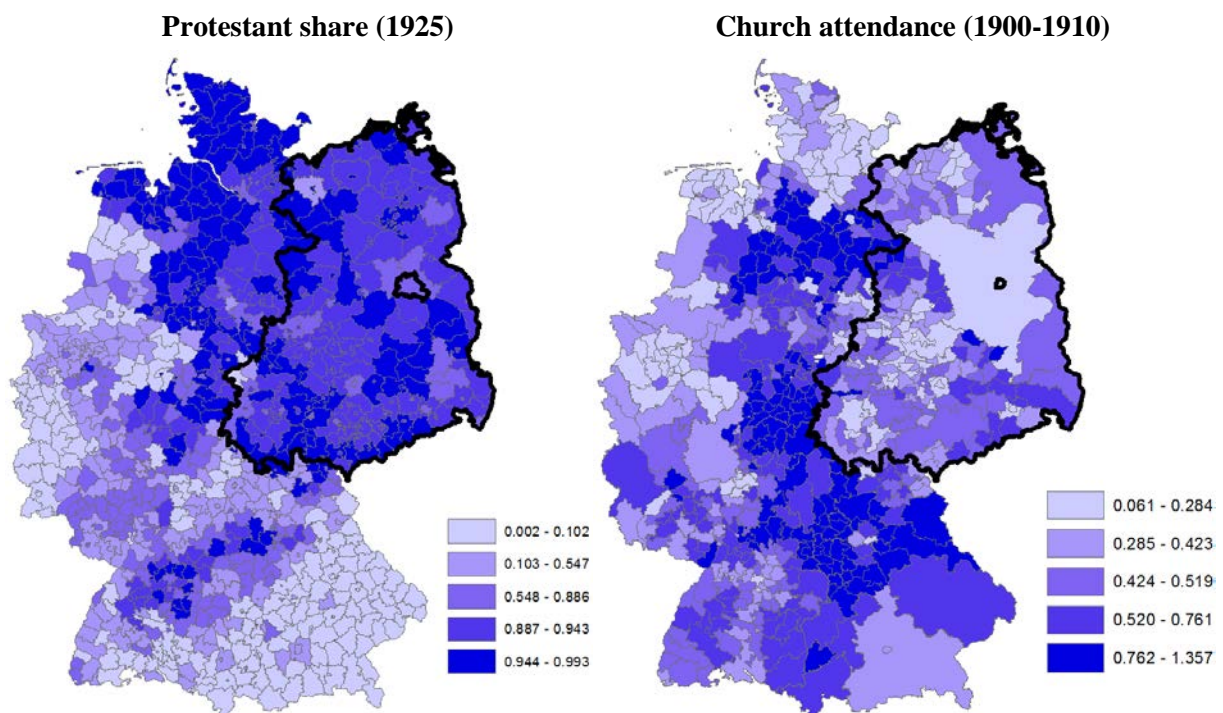 Protestant share (1925)
Church attendance (1900-1910)
0.002 - 0.102
0.103 - 0.547
0.548 - 0.886
0.887 - 0.943
0.944 - 0.993
0.061 - 0.284
0.285 - 0.423
0.424 - 0.519
0.520 - 0.761
0.762 - 1.357